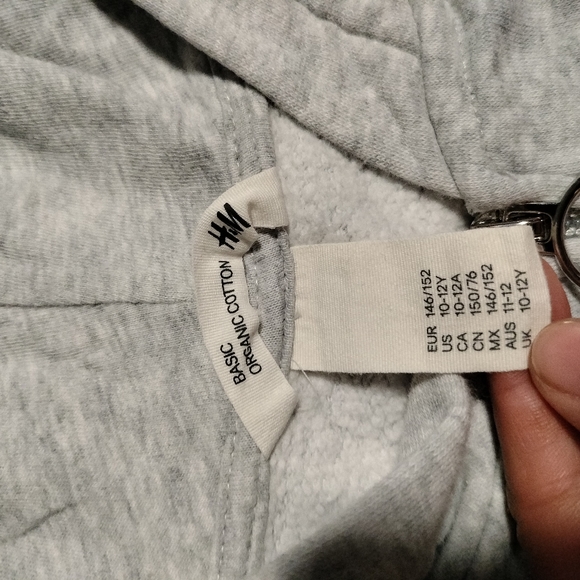 H&M
BASIC
ORGANIC COTTON
EUR 146/152
US 10-12Y
CA 10-12A
CN 150/76
MX 146/152
AUS 11-12
UK 10-12Y